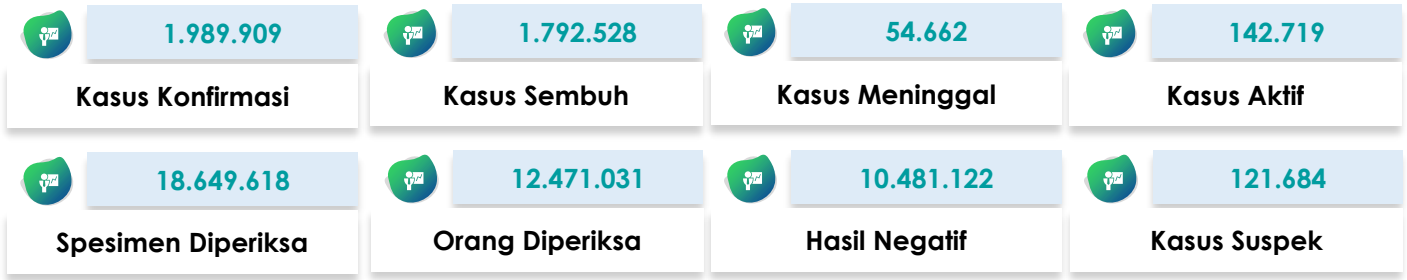 1.989.909
Kasus Konfirmasi
1.792.528
Kasus Sembuh
54.662
Kasus Meninggal
142.719
Kasus Aktif
18.649.618
Spesimen Diperiksa
12.471.031
Orang Diperiksa
10.481.122
Hasil Negatif
121.684
Kasus Suspek